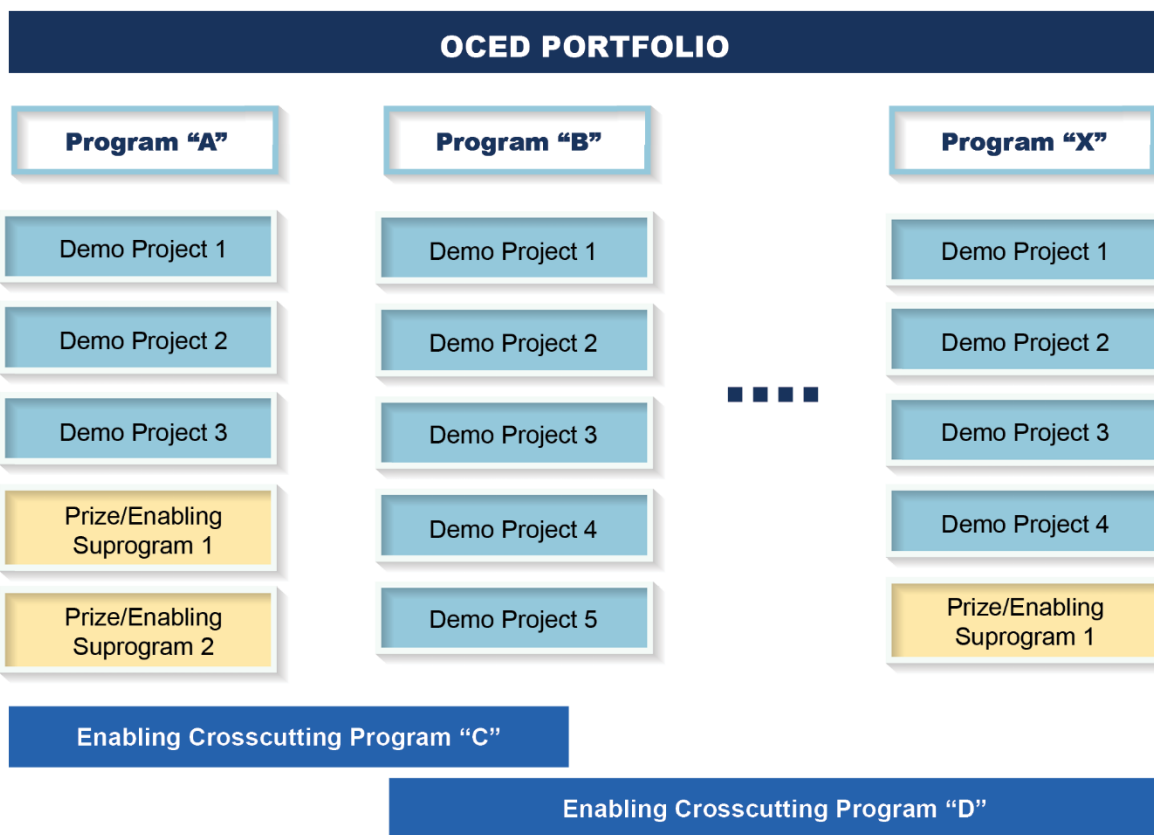 OCED PORTFOLIO
Program “A”
Demo Project 1
Demo Project 2
Demo Project 3
Prize/Enabling
Suprogram 1
Prize/Enabling
Suprogram 2
Program “B”
Demo Project 1
Demo Project 2
Demo Project 3
Demo Project 4
Demo Project 5
Program “X”
Demo Project 1
Demo Project 2
Demo Project 3
Demo Project 4
Prize/Enabling
Suprogram 1
Enabling Crosscutting Program “C”
Enabling Crosscutting Program “D”